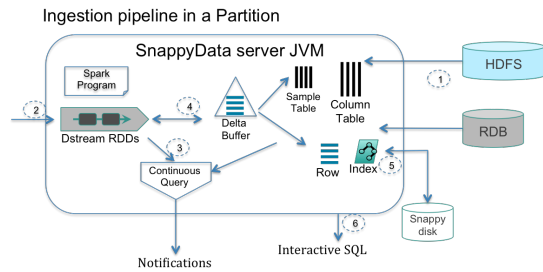 Ingestion pipeline in a Partition
SnappyData server JVM
Spark
Program
HDFS
1
Sample
Table
Column
Table
2
4
Dstream RDDs
Delta
Buffer
RDB
3
Continuous
Query
Row
Index
5
Snappy
disk
6
Interactive SQL
Notifications